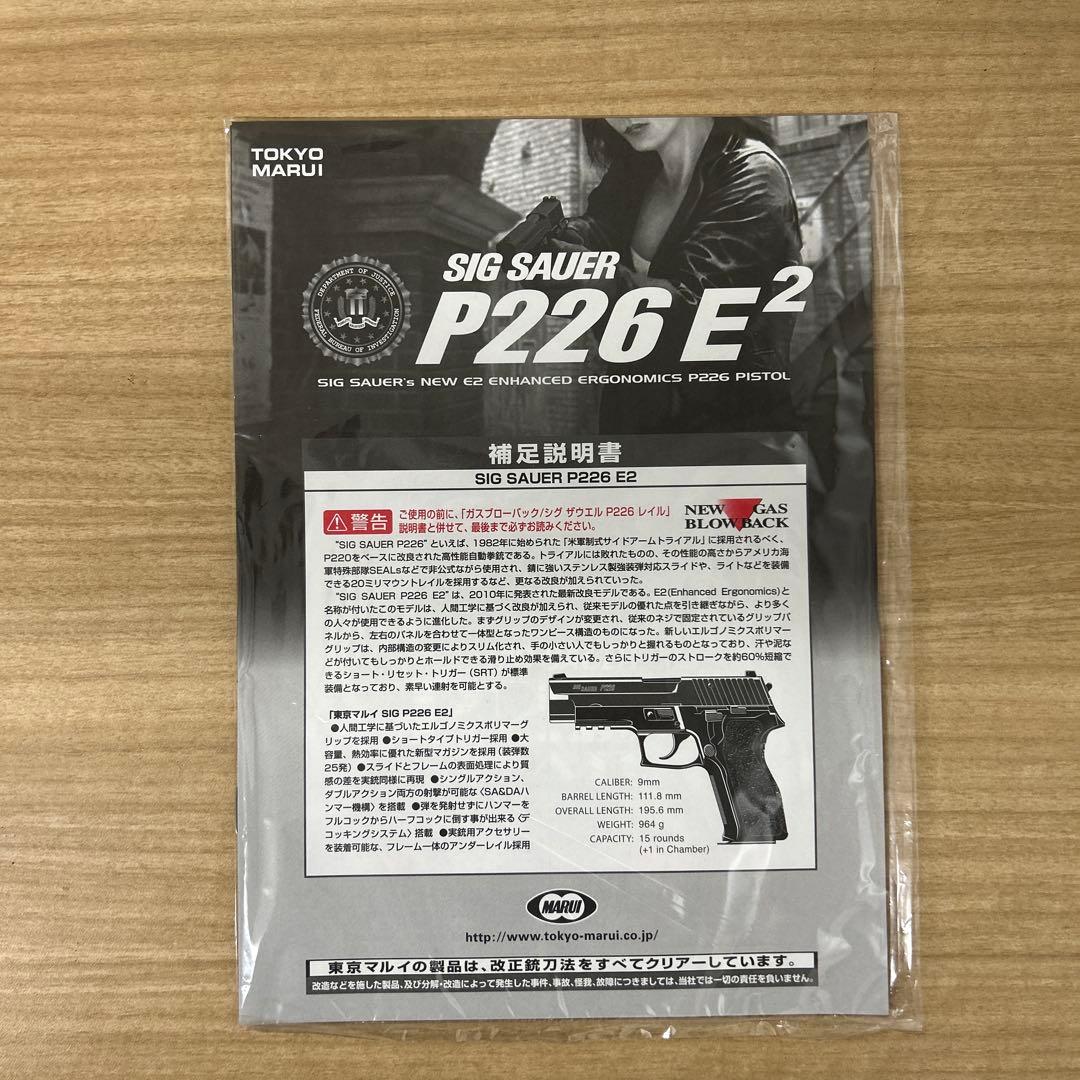 TOKYO
MARUI
SIG SAUER
P226 E2
DEPARTMENT OF JUSTICE
FEDERAL BUREAU OF INVESTIGATION
SIG SAUER's NEW E2 ENHANCED ERGONOMICS P226 PISTOL
補足説明書
SIG SAUER P226 E2
警告
ご使用の前に、「ガスブローバック/シグ ザウエル P226 レイル」
説明書と併せて、最後まで必ずお読みください。
NEW GAS
BLOWBACK
"SIG SAUER P226" といえば、1982年に始められた「米軍制式サイドアームトライアル」に採用されるべく、
P220をベースに改良された高性能自動拳銃である。トライアルには敗れたものの、その性能の高さからアメリカ海
軍特殊部隊SEALsなどで非公式ながら使用され、錆に強いステンレス製強装弾対応スライドや、ライトなどを装備
できる20ミリマウントレイルを採用するなど、更なる改良が加えられていった。
"SIG SAUER P226 E2"は、2010年に発表された最新改良モデルである。E2(Enhanced Ergonomics)と
名称が付いたこのモデルは、人間工学に基づく改良が加えられ、従来モデルの優れた点を引き継ぎながら、より多く
の人々が使用できるように進化した。まずグリップのデザインが変更され、従来のネジで固定されているグリップパ
ネルから、左右のパネルを合わせて一体型となったワンピース構造のものになった。新しいエルゴノミクスポリマー
グリップは、内部構造の変更によりスリム化され、手の小さい人でもしっかりと握れるものとなっており、汗や泥な
どが付いてもしっかりとホールドできる滑り止め効果を備えている。さらにトリガーのストロークを約60%短縮で
きるショート・リセット・トリガー(SRT)が標準
装備となっており、素早い連射を可能とする。
「東京マルイ SIG P226 E2」
●人間工学に基づいたエルゴノミクスポリマーグ
リップを採用 ●ショートタイプトリガー採用 ●大
容量、熱効率に優れた新型マガジンを採用(装弾数
25発) ●スライドとフレームの表面処理により質
感の差を実銃同様に再現 ●シングルアクション、
ダブルアクション両方の射撃が可能な〈SA&DAハ
ンマー機構〉を搭載 ●弾を発射せずにハンマーを
フルコックからハーフコックに倒す事が出来る〈デ
コッキングシステム〉搭載 ●実銃用アクセサリー
を装着可能な、フレーム一体のアンダーレイル採用
SIG SAUER P226
CALIBER: 9mm
BARREL LENGTH: 111.8 mm
OVERALL LENGTH: 195.6 mm
WEIGHT: 964 g
CAPACITY: 15 rounds
(+1 in Chamber)
MARUI
http://www.tokyo-marui.co.jp/
東京マルイの製品は、改正銃刀法をすべてクリアーしています。
改造などを施した製品、及び分解・改造によって発生した事件、事故、怪我、故障につきましては、当社では一切の責任を負いません。